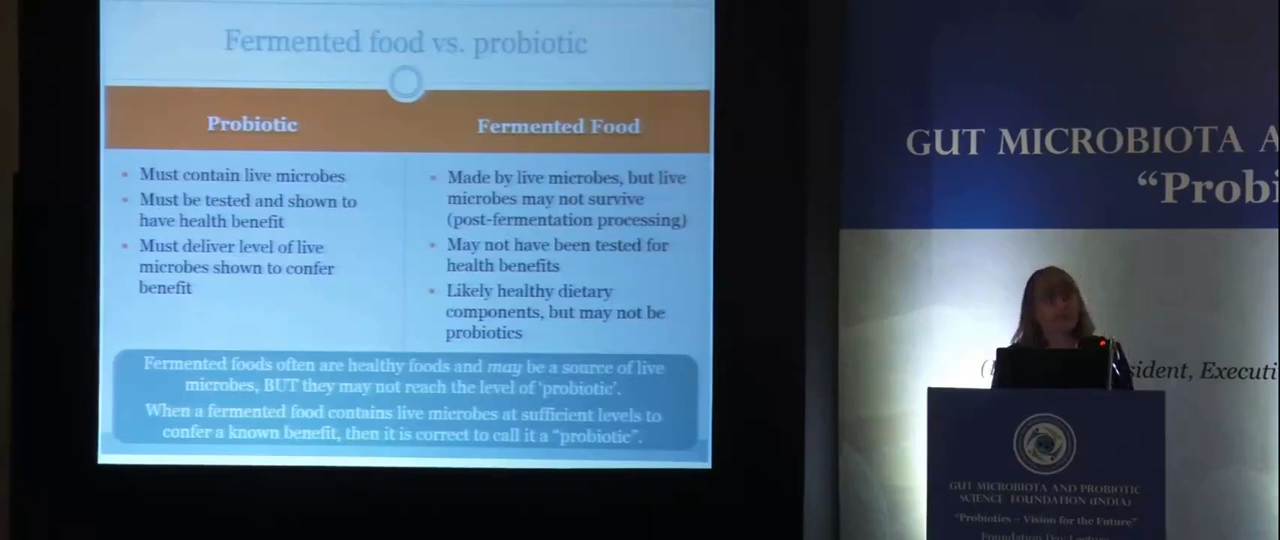 Fermented food vs. probiotic
Probiotic
Must contain live microbes
Must be tested and shown to
have health benefit
Must deliver level of live
microbes shown to confer
benefit
Fermented Food
Made by live microbes, but live
microbes may not survive
(post-fermentation processing)
May not have been tested for
health benefits
Likely healthy dietary
components, but may not be
probiotics
Fermented foods often are healthy foods and may be a source of live
microbes, BUT they may not reach the level of 'probiotic'.
When a fermented food contains live microbes at sufficient levels to
confer a known benefit, then it is correct to call it a "probiotic".
GUT MICROBIOTA A
"Probi
sident, Executi
GUT MICROBIOTA AND PROBIOTIC
SCIENCE FOUNDATION (INDIA)
"Probiotics – Vision for the Future"
Foundation Day Lecture